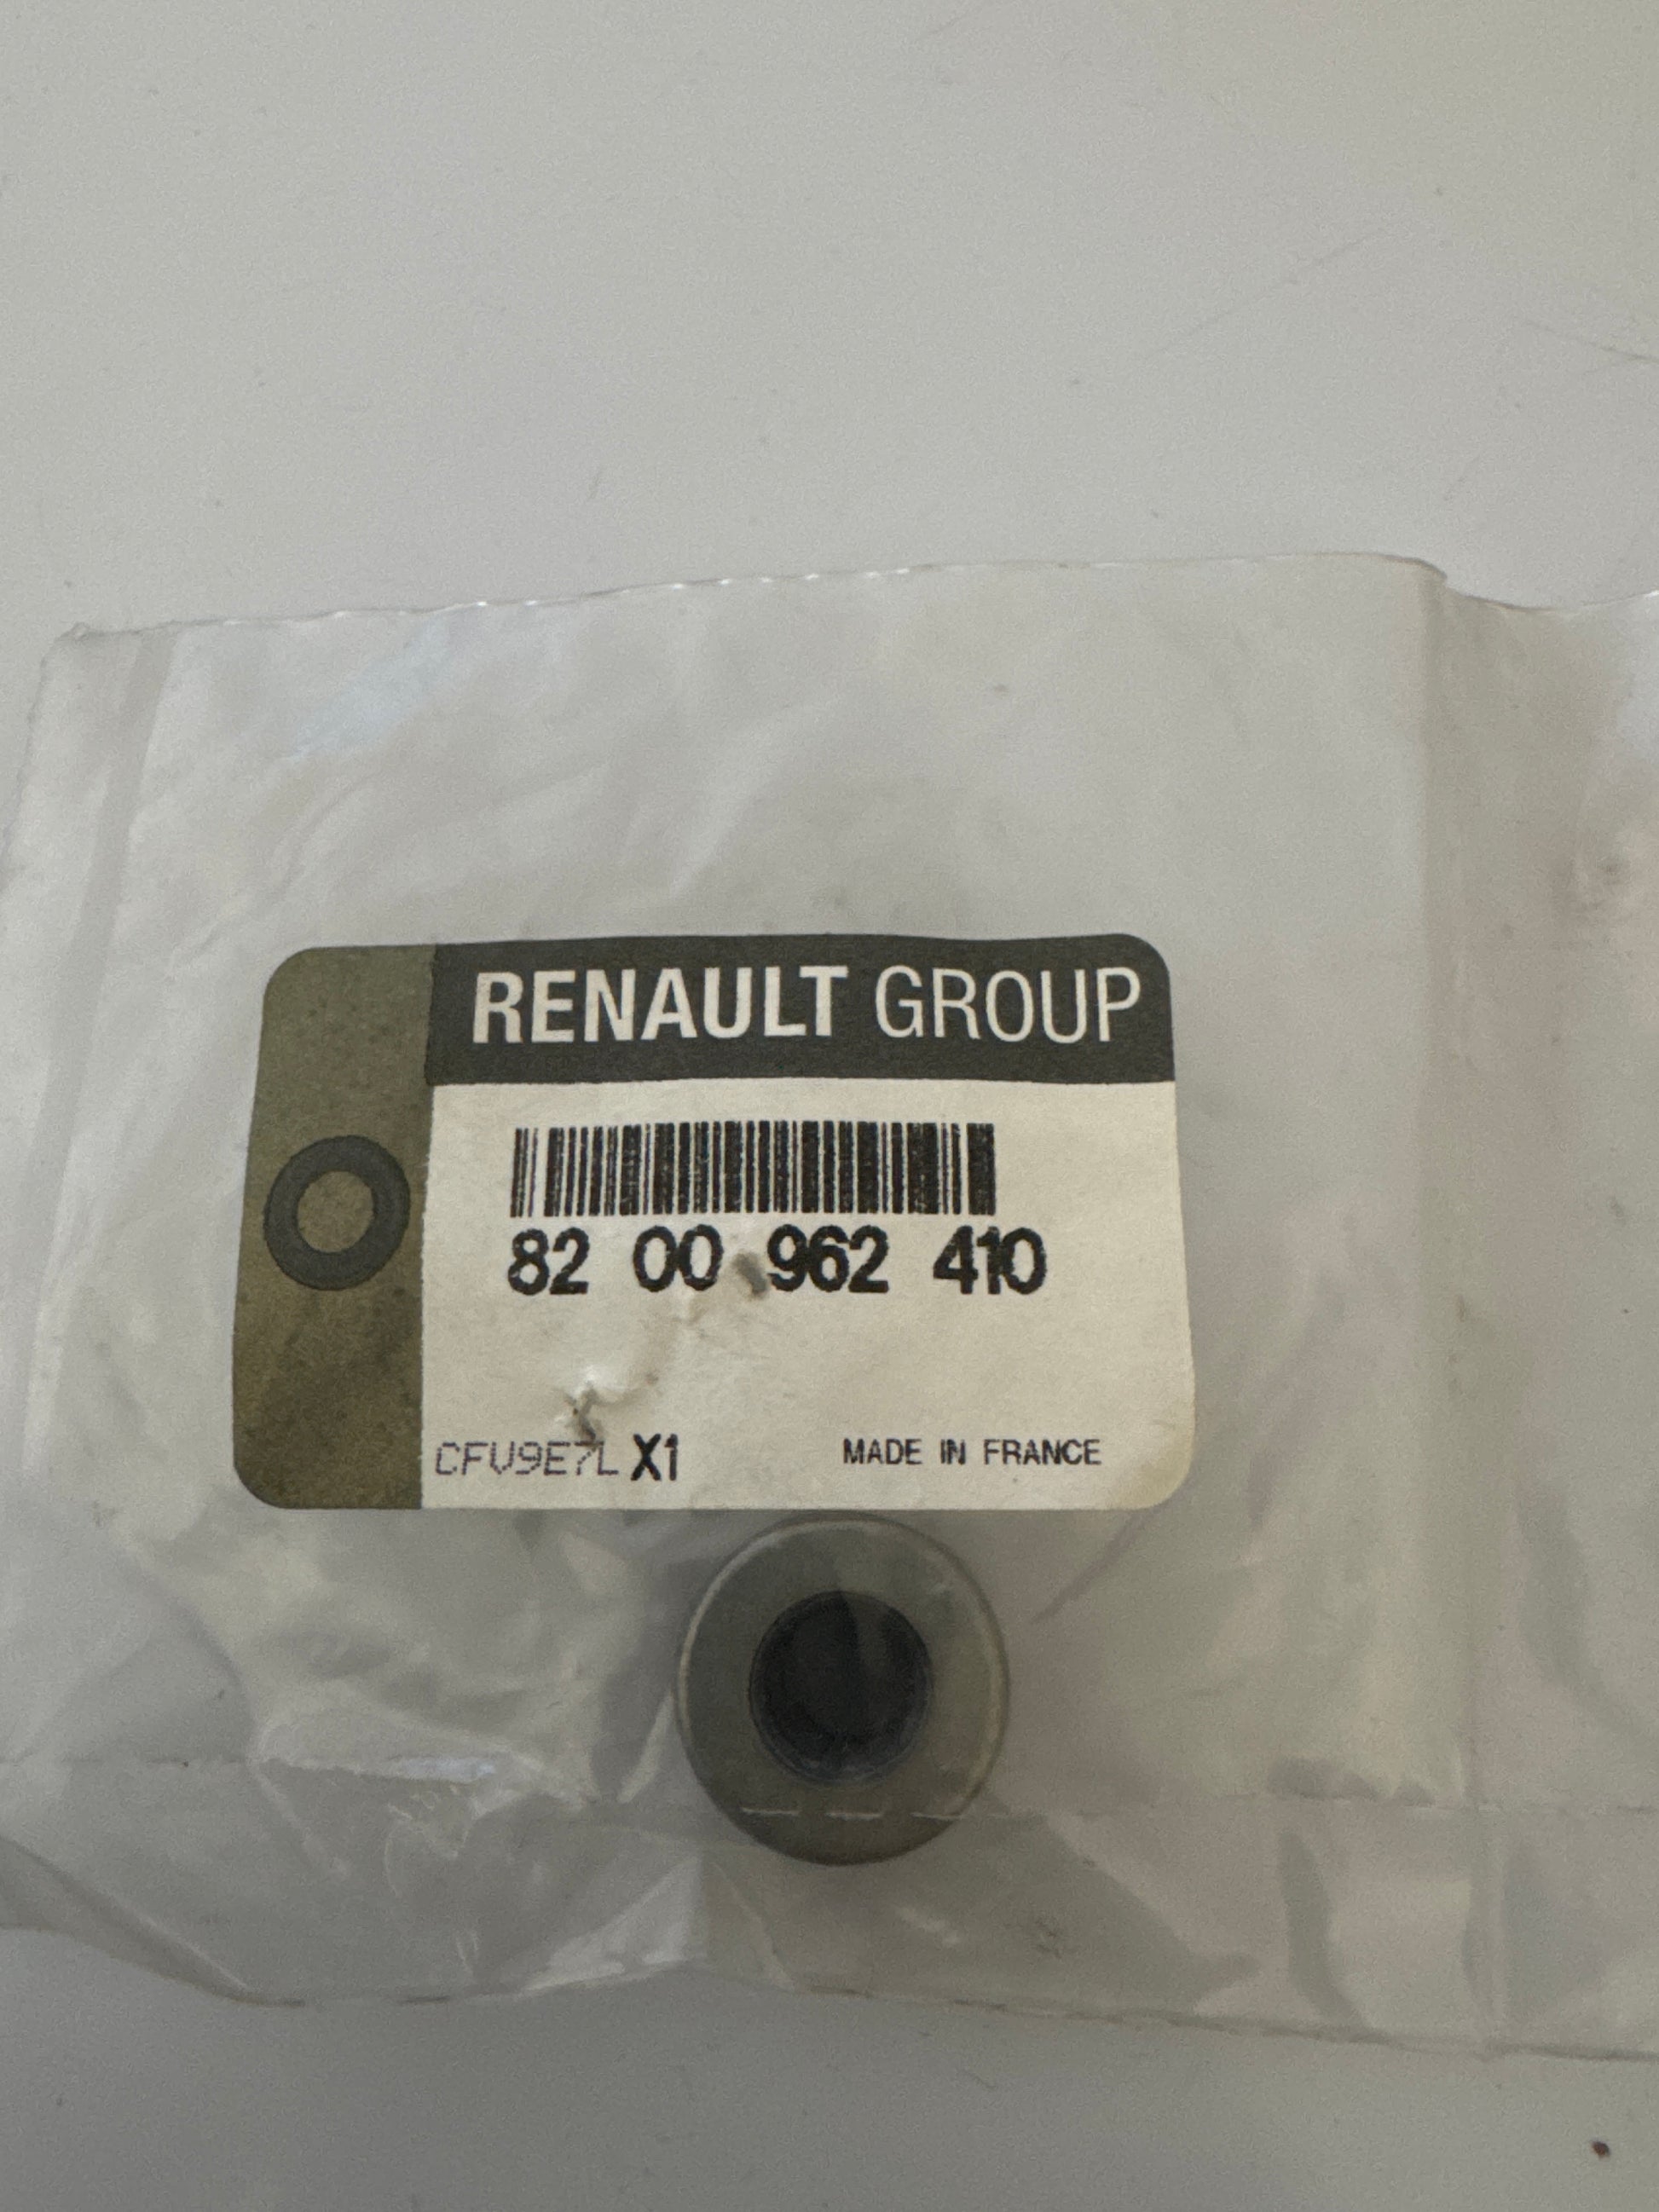 RENAULT GROUP
82 00 962 410
CFV9E7L X1 MADE IN FRANCE